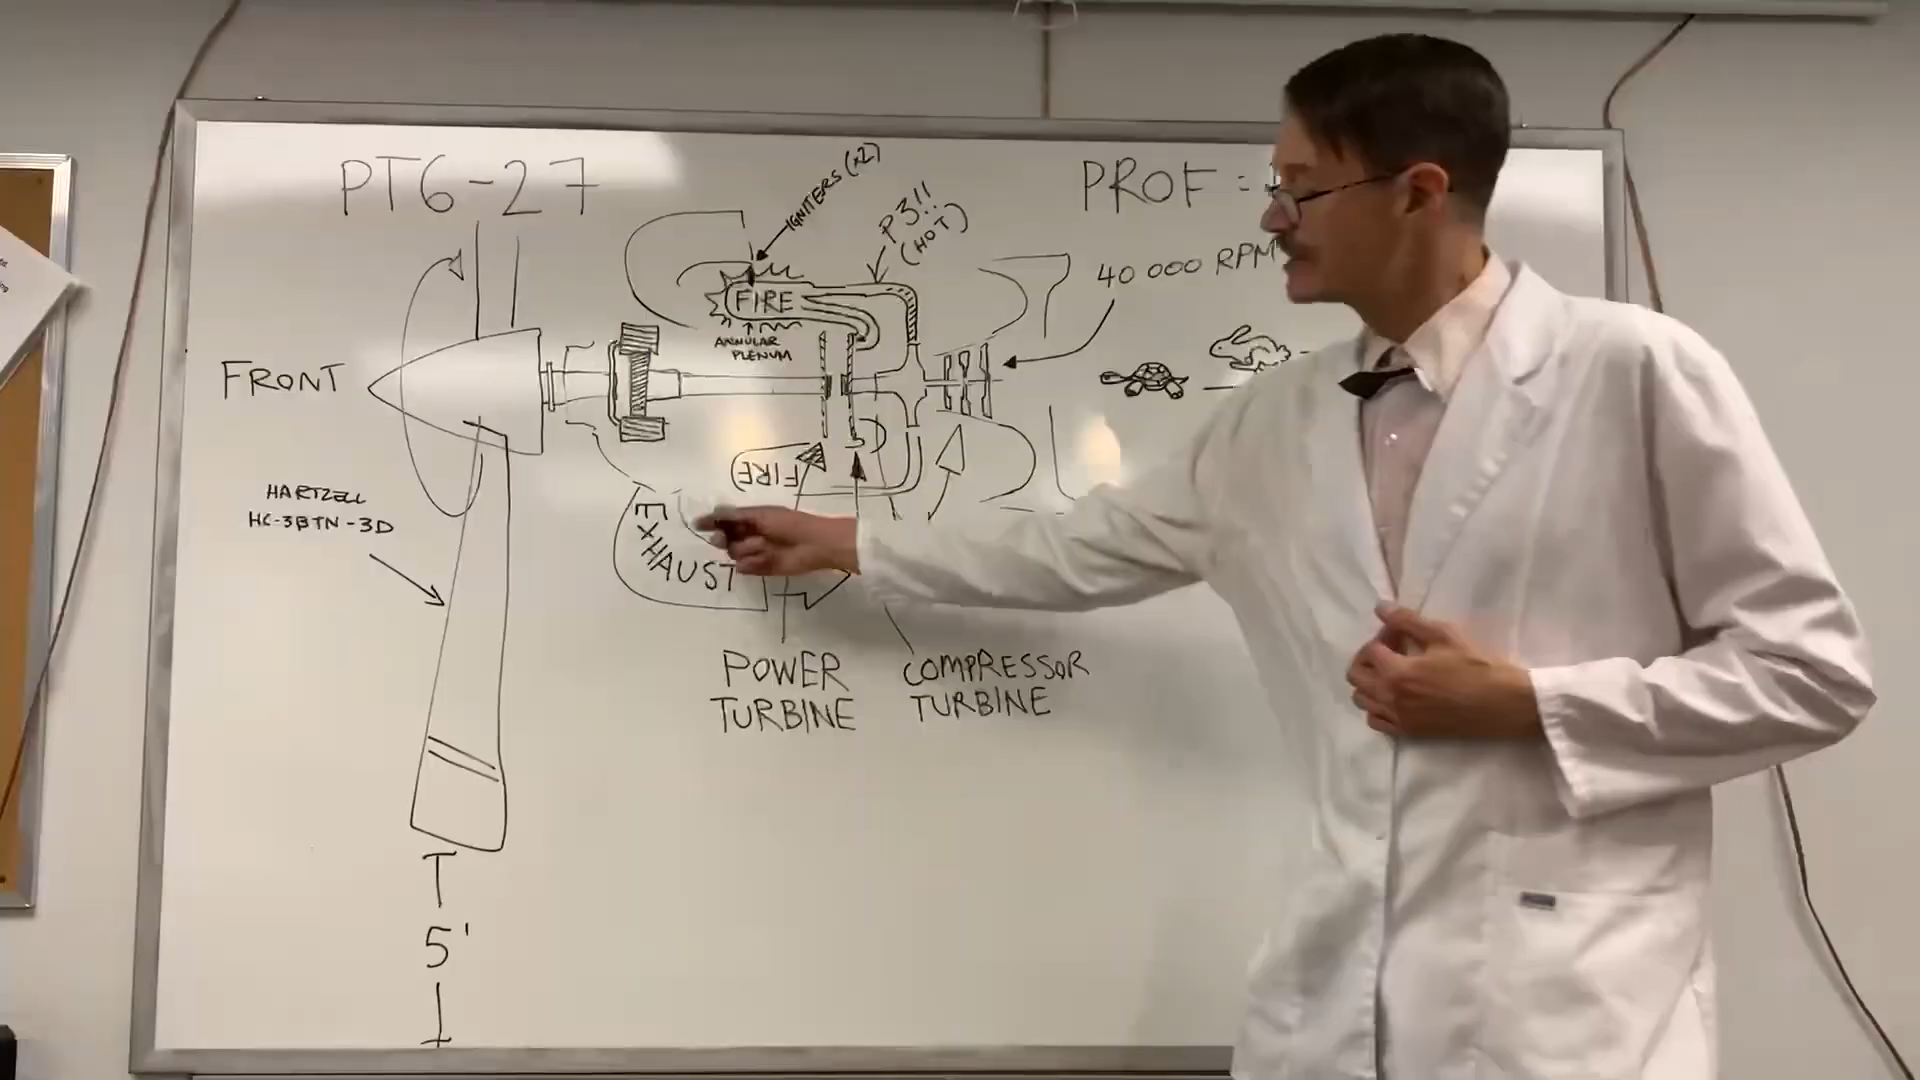 PT6-27
IGNITERS (x2)
P3!!
(HOT)
PROF :
40 000 RPM
FIRE
ANNULAR
PLENUM
FRONT
FIRE
HARTZELL
HC-3BTN-3D
EXHAUST
POWER
TURBINE
COMPRESSOR
TURBINE
5'